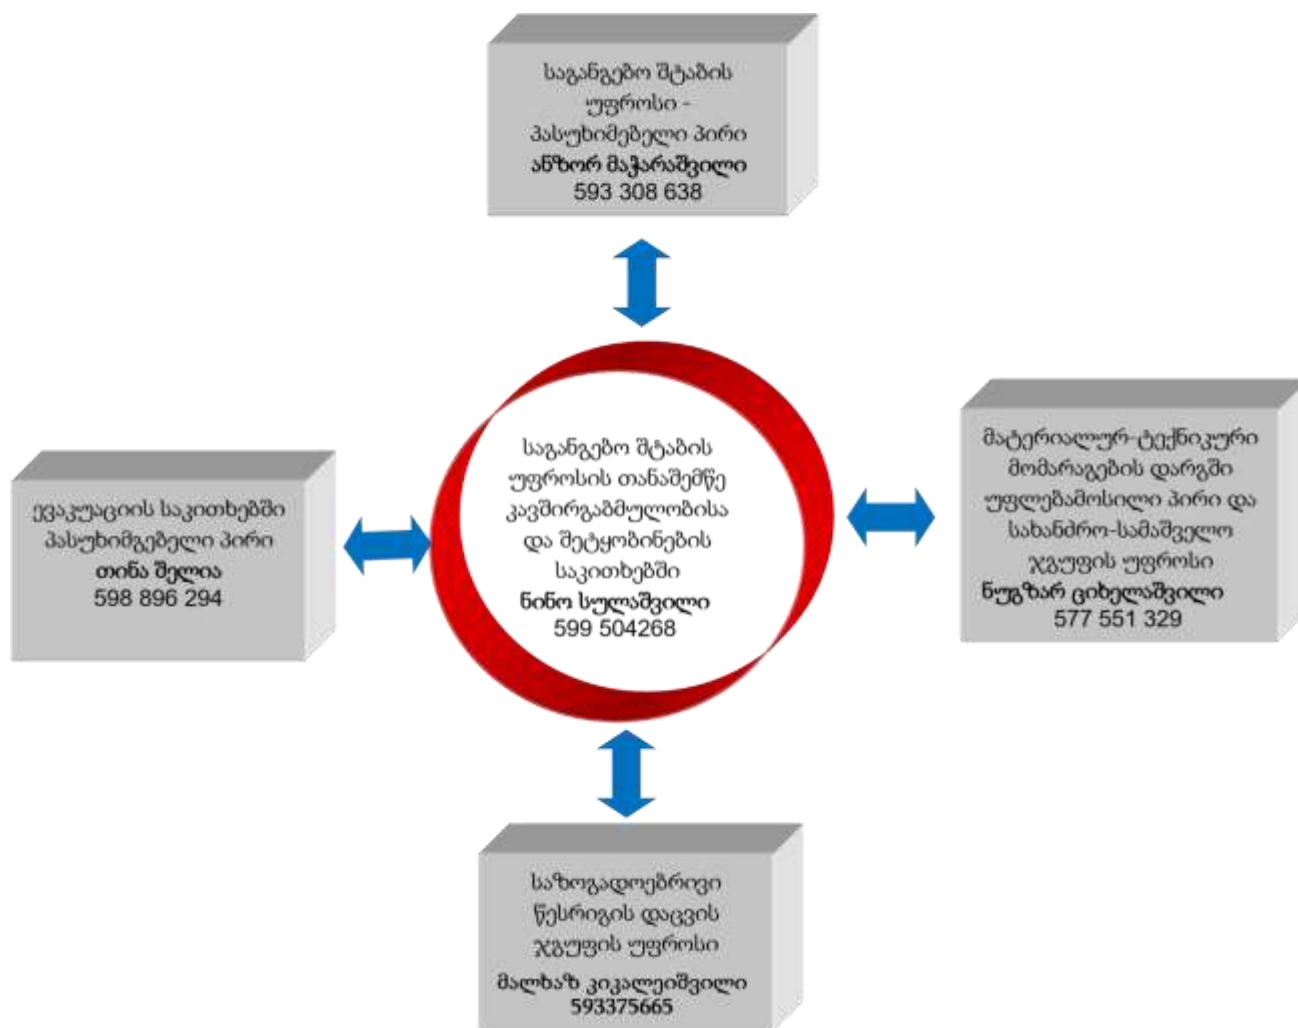 საგანგებო შტაბის
უფროსი -
პასუხიმებელი პირი
ანზორ მაჭარაშვილი
593 308 638
საგანგებო შტაბის
უფროსის თანაშემწე
კავშირგაბმულობისა
და შეტყობინების
საკითხებში
ნინო სულაშვილი
599 504268
ევაკუაციის საკითხებში
პასუხიმგებელი პირი
თინა შელია
598 896 294
მატერიალურ-ტექნიკური
მომარაგების დარგში
უფლებამოსილი პირი და
სახანძრო-სამაშველო
ჯგუფის უფროსი
ნუგზარ ციხელაშვილი
577 551 329
საზოგადოებრივი
წესრიგის დაცვის
ჯგუფის უფროსი
მალხაზ კიკალეიშვილი
593375665